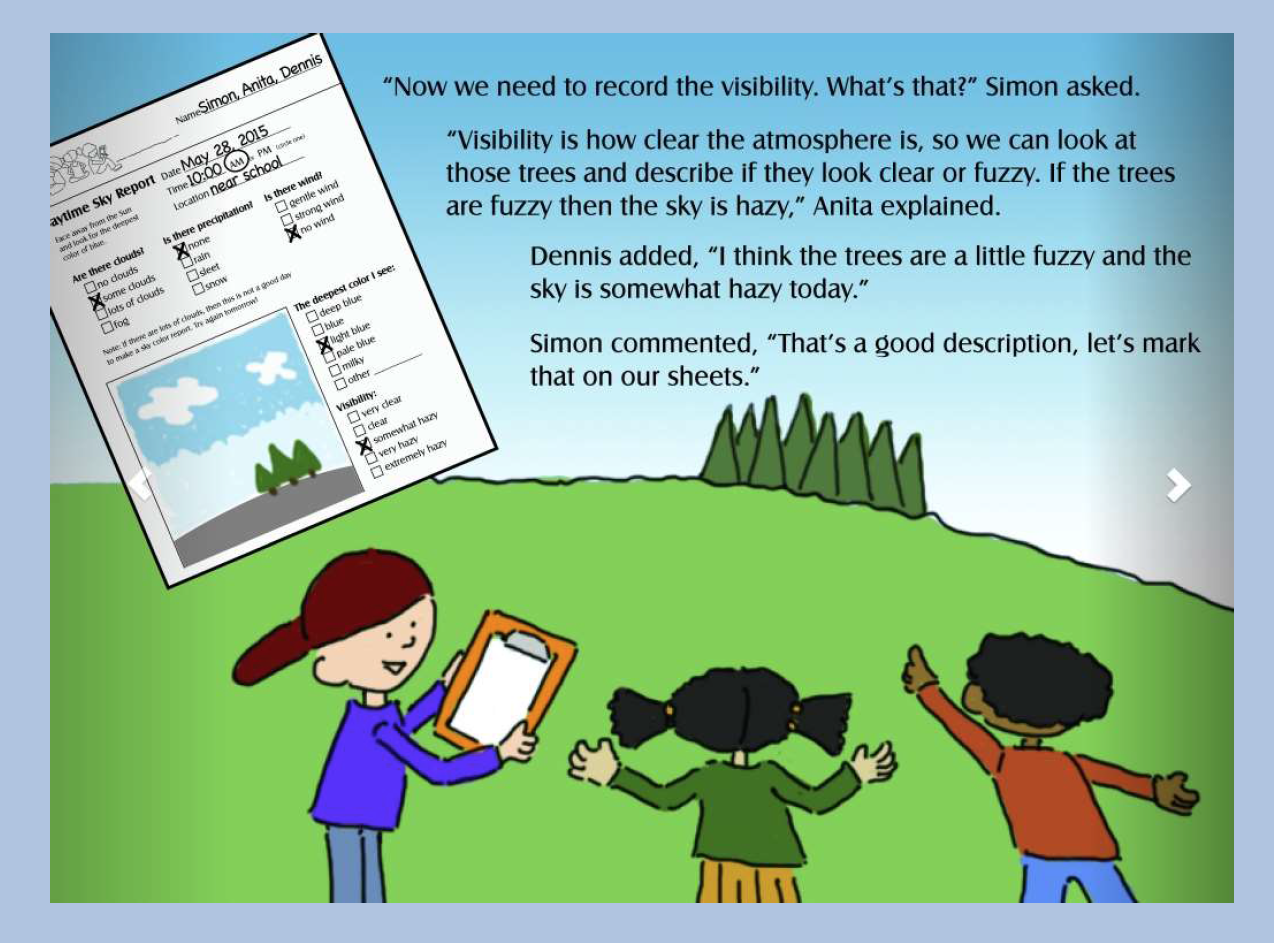 Name Simon, Anita, Dennis
Date May 28, 2015
Time 10:00 AM or PM (circle one)
Location near school
aytime Sky Report
Face away from the Sun
and look for the deepest
color of blue.
Are there clouds?
no clouds
some clouds
lots of clouds
fog
Is there precipitation?
none
rain
sleet
snow
Is there wind?
gentle wind
strong wind
no wind
Note: If there are lots of clouds, then this is not a good day
to make a sky color report. Try again tomorrow!
The deepest color I see:
deep blue
blue
light blue
pale blue
milky
other
Visibility:
very clear
clear
somewhat hazy
very hazy
extremely hazy
“Now we need to record the visibility. What’s that?” Simon asked.
“Visibility is how clear the atmosphere is, so we can look at
those trees and describe if they look clear or fuzzy. If the trees
are fuzzy then the sky is hazy,” Anita explained.
Dennis added, “I think the trees are a little fuzzy and the
sky is somewhat hazy today.”
Simon commented, “That’s a good description, let’s mark
that on our sheets.”